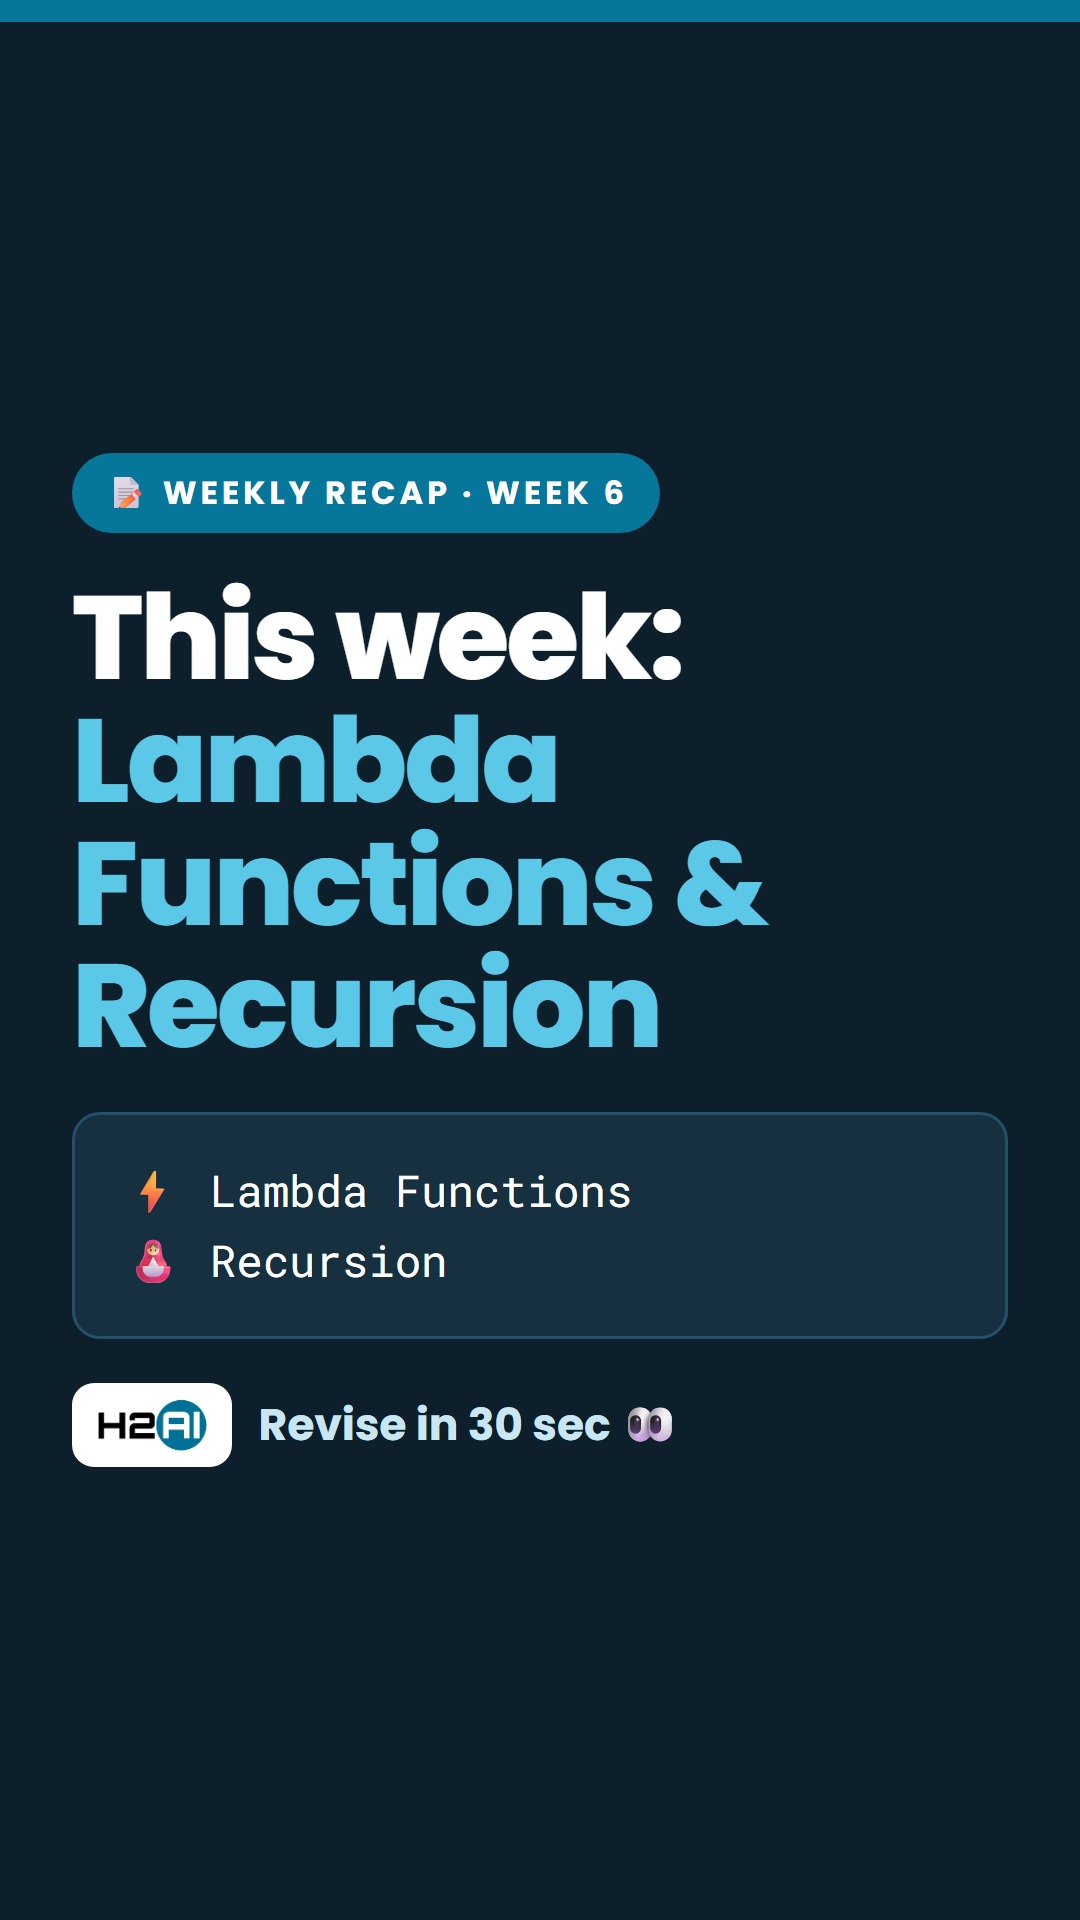 📝 WEEKLY RECAP · WEEK 6
This week:
Lambda
Functions &
Recursion
⚡ Lambda Functions
🪆 Recursion
H2AI Revise in 30 sec 👀